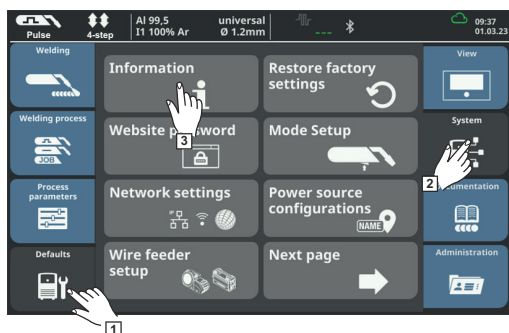 Pulse
4-step
Al 99,5 universal
I1 100% Ar Ø 1.2mm
---
09:37
01.03.23
Welding
Welding process
JOB
Process
parameters
Defaults
Information
Restore factory
settings
Website password
Mode Setup
Network settings
Power source
configurations
NAME
Wire feeder
setup
Next page
View
System
Documentation
Administration
1
2
3